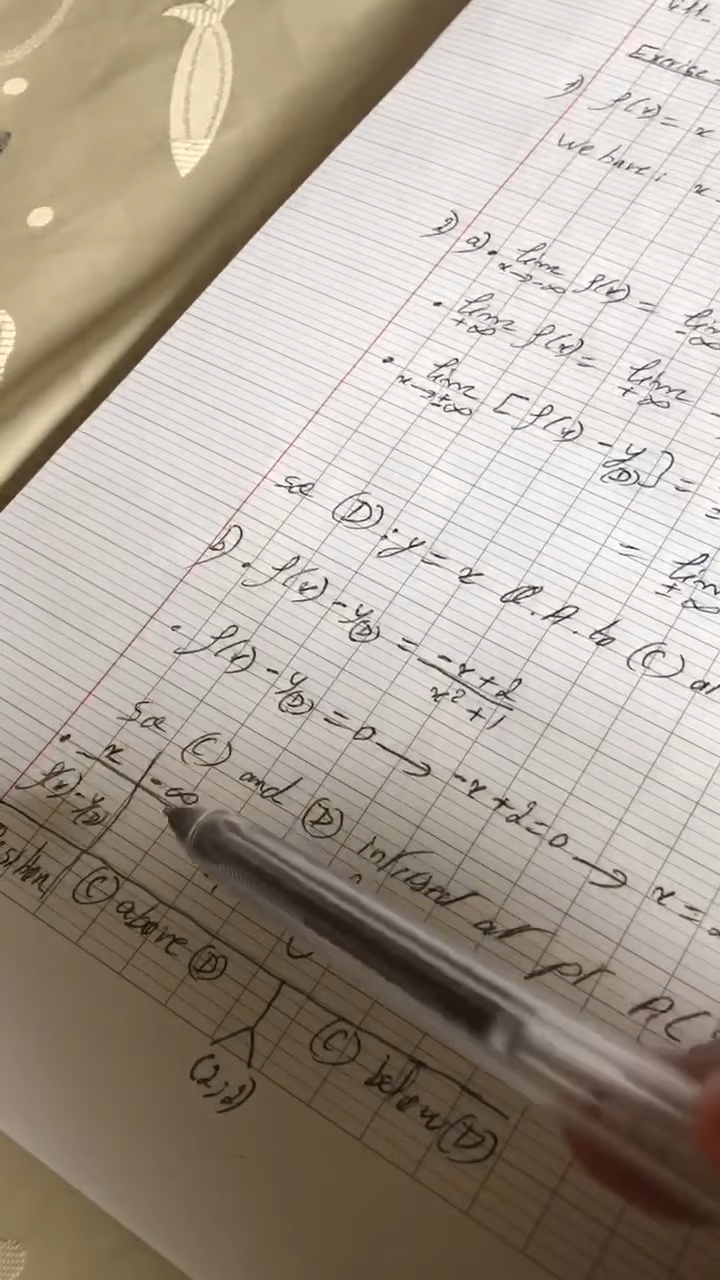 Exercise
1) f(x) = x
We have: x
2) a) • lim x→-∞ f(x) = lim
• lim +∞ f(x) = lim +∞
• lim x→±∞ [f(x) - y(D)] =
= lim ±∞
so (D): y = x O.A. to (C) at
b) • f(x) - y(D) = -x+2 / x²+1
• f(x) - y(D) = 0 → -x+2=0 → x =
So (C) and (D) intersect at pt A(
• x -∞
f(x) - y(D)
(C) above (D) (C) below (D)
(2;2)